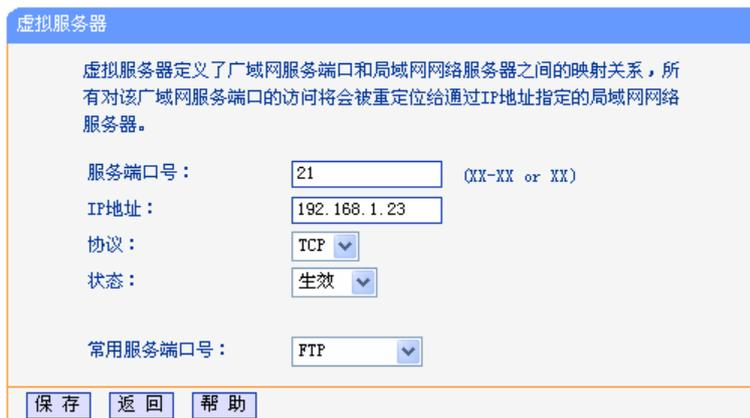 虚拟服务器
虚拟服务器定义了广域网服务端口和局域网网络服务器之间的映射关系，所
有对该广域网服务端口的访问将会被重定位给通过IP地址指定的局域网网络
服务器。
服务端口号： 21 (XX-XX or XX)
IP地址： 192.168.1.23
协议： TCP
状态： 生效
常用服务端口号： FTP
保 存 返 回 帮 助